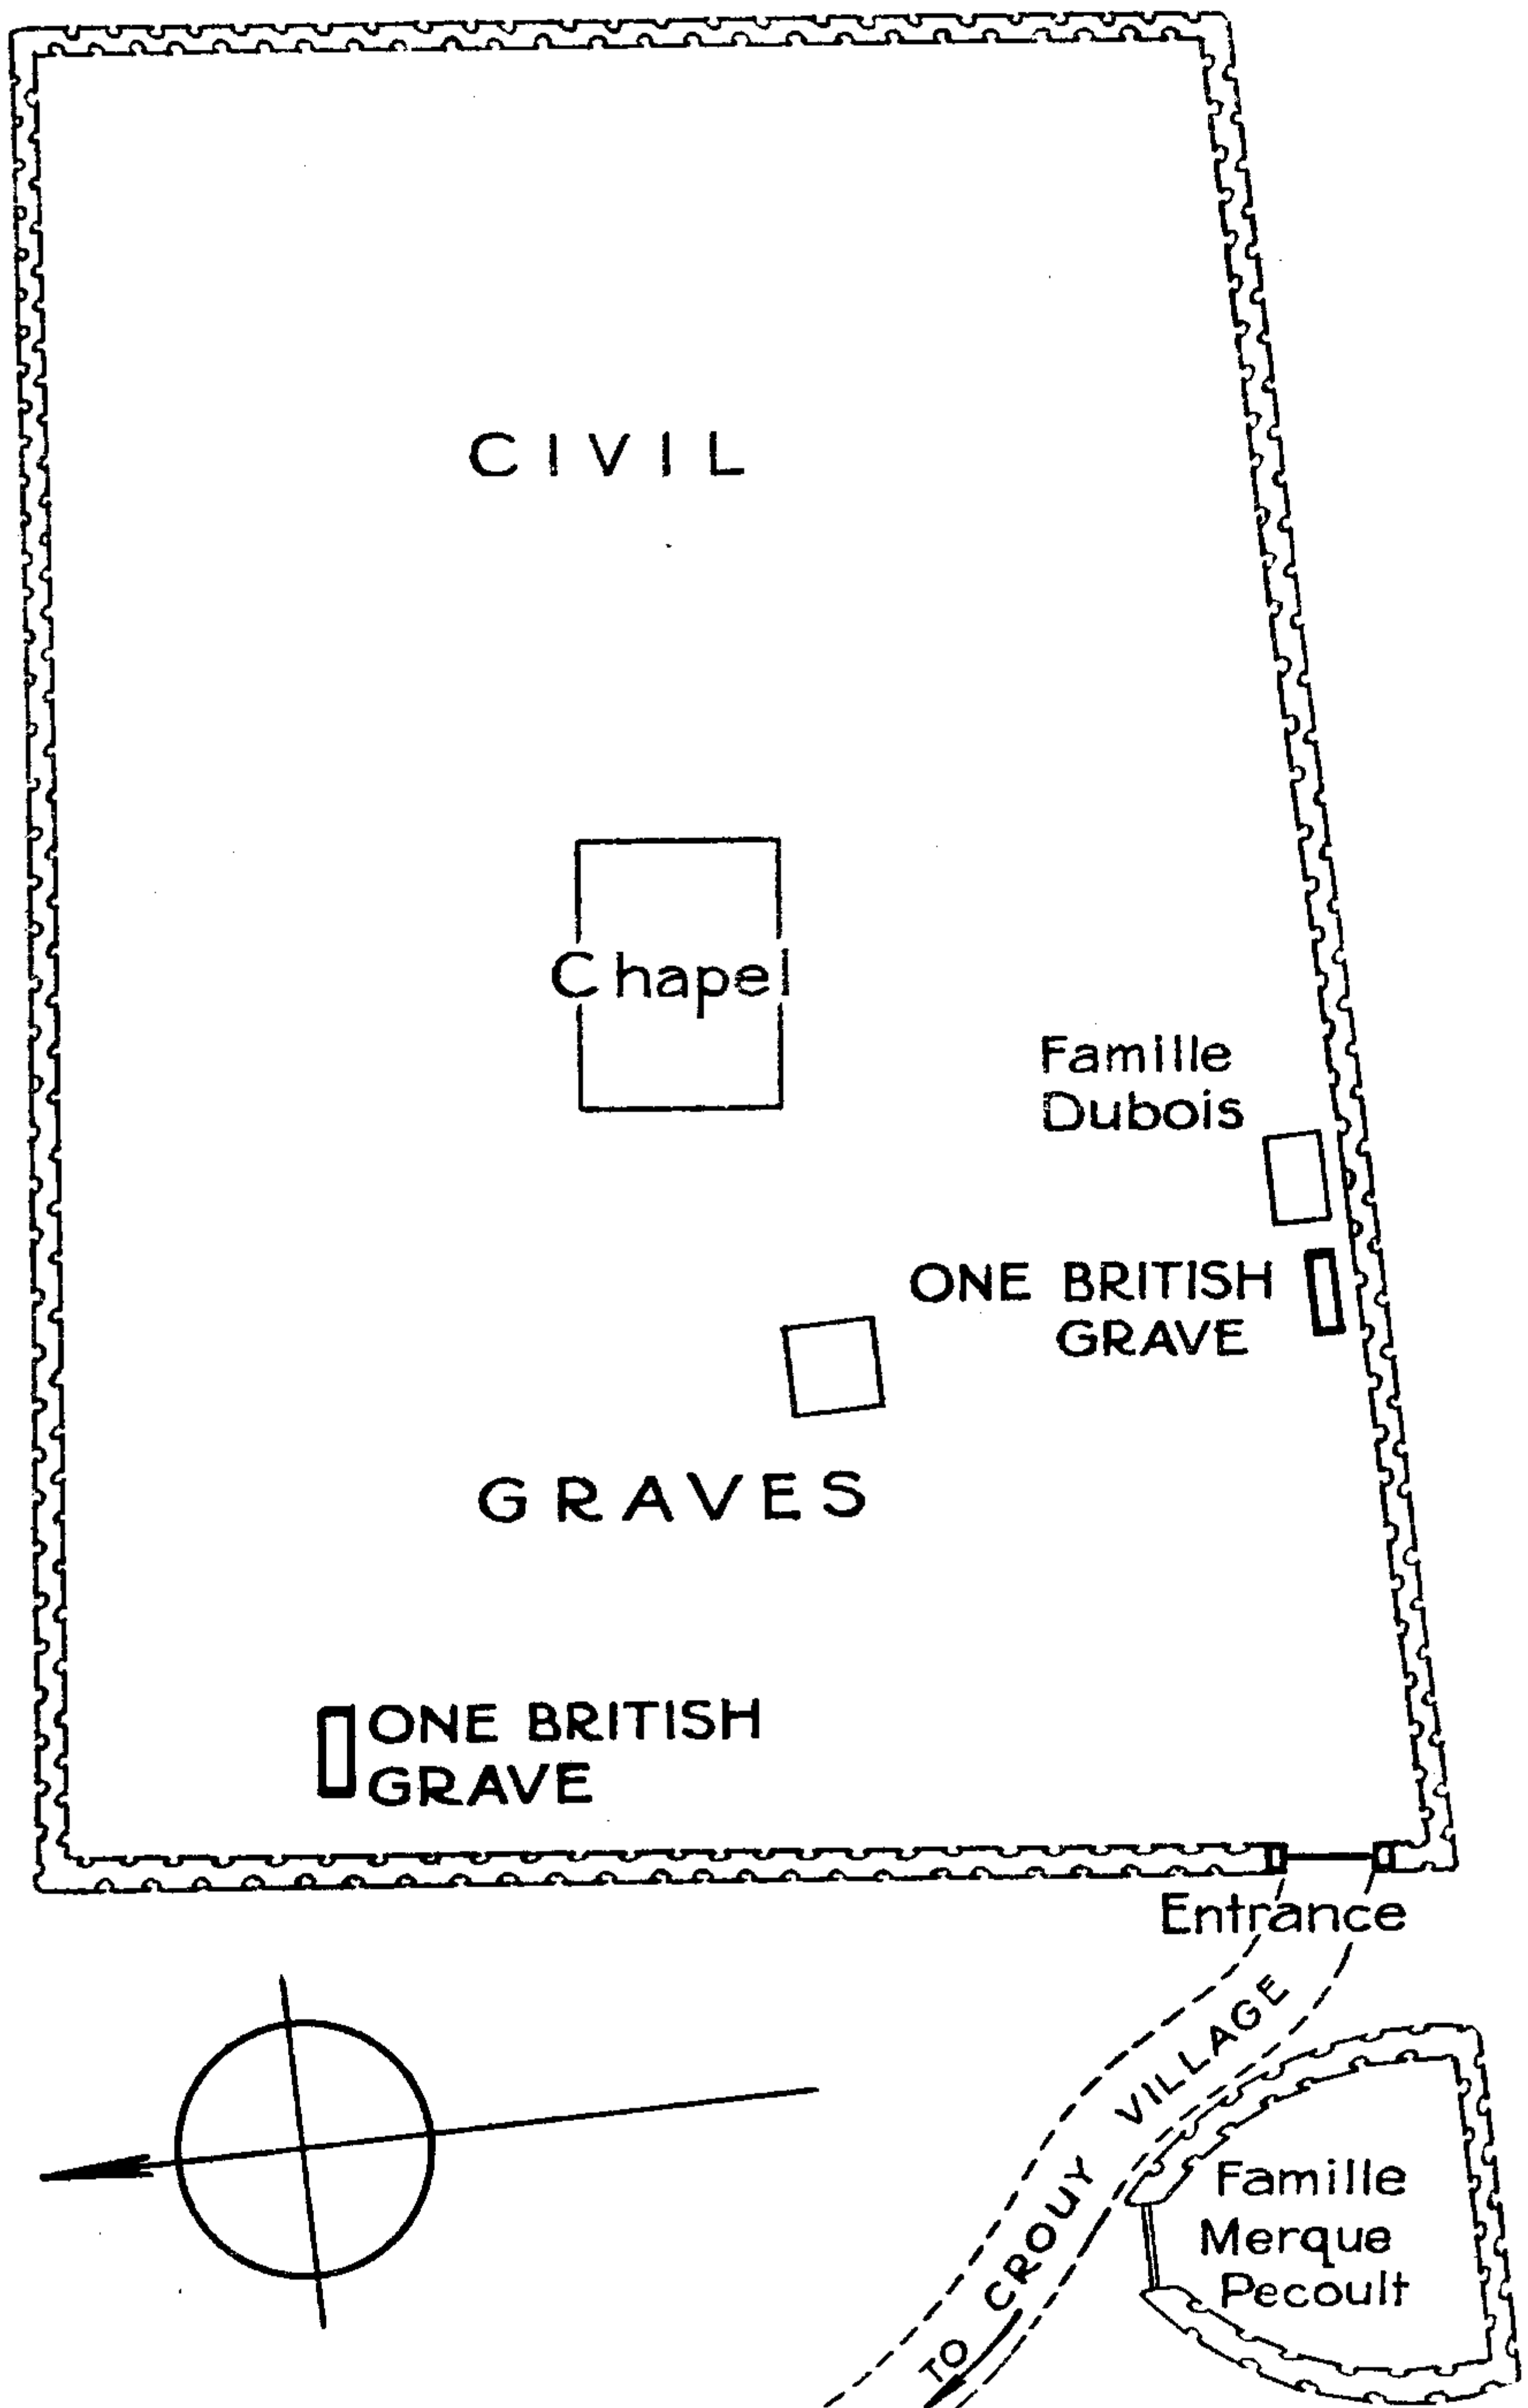 CIVIL
Chapel
Famille
Dubois
ONE BRITISH
GRAVE
GRAVES
ONE BRITISH
GRAVE
Entrance
TO CROUY VILLAGE
Famille
Merque
Pecoult